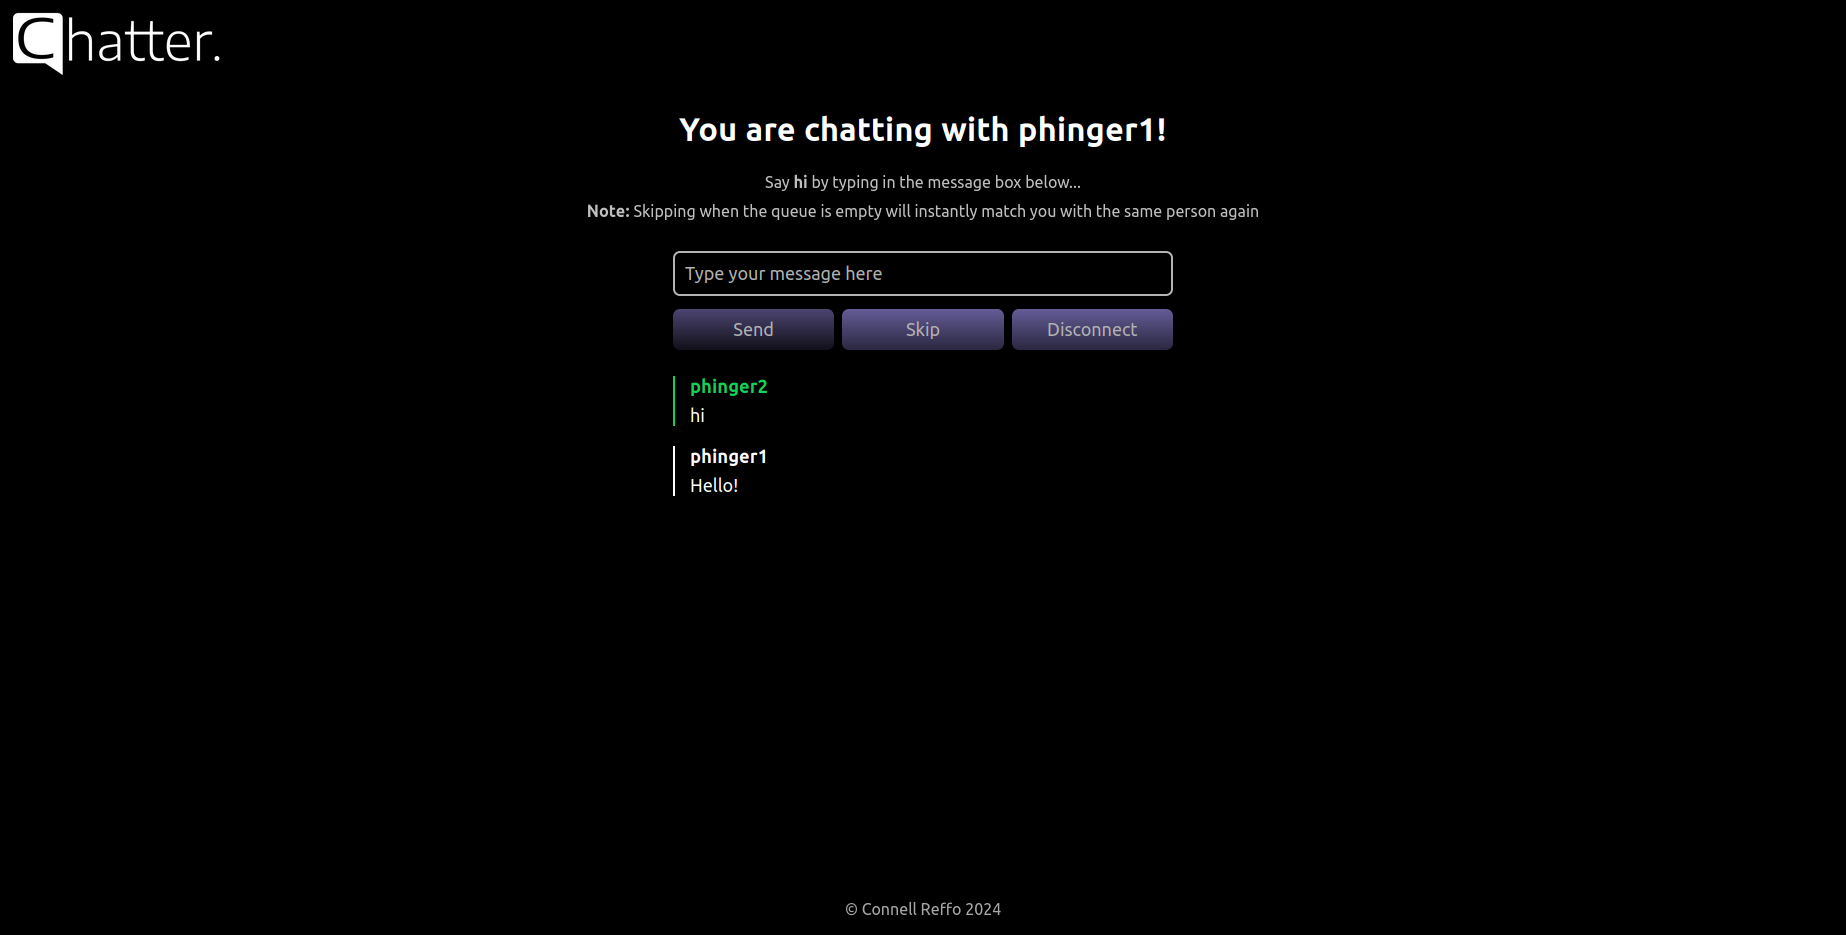 Chatter.
You are chatting with phinger1!
Say hi by typing in the message box below...
Note: Skipping when the queue is empty will instantly match you with the same person again
Type your message here
Send Skip Disconnect
phinger2
hi
phinger1
Hello!
© Connell Reffo 2024